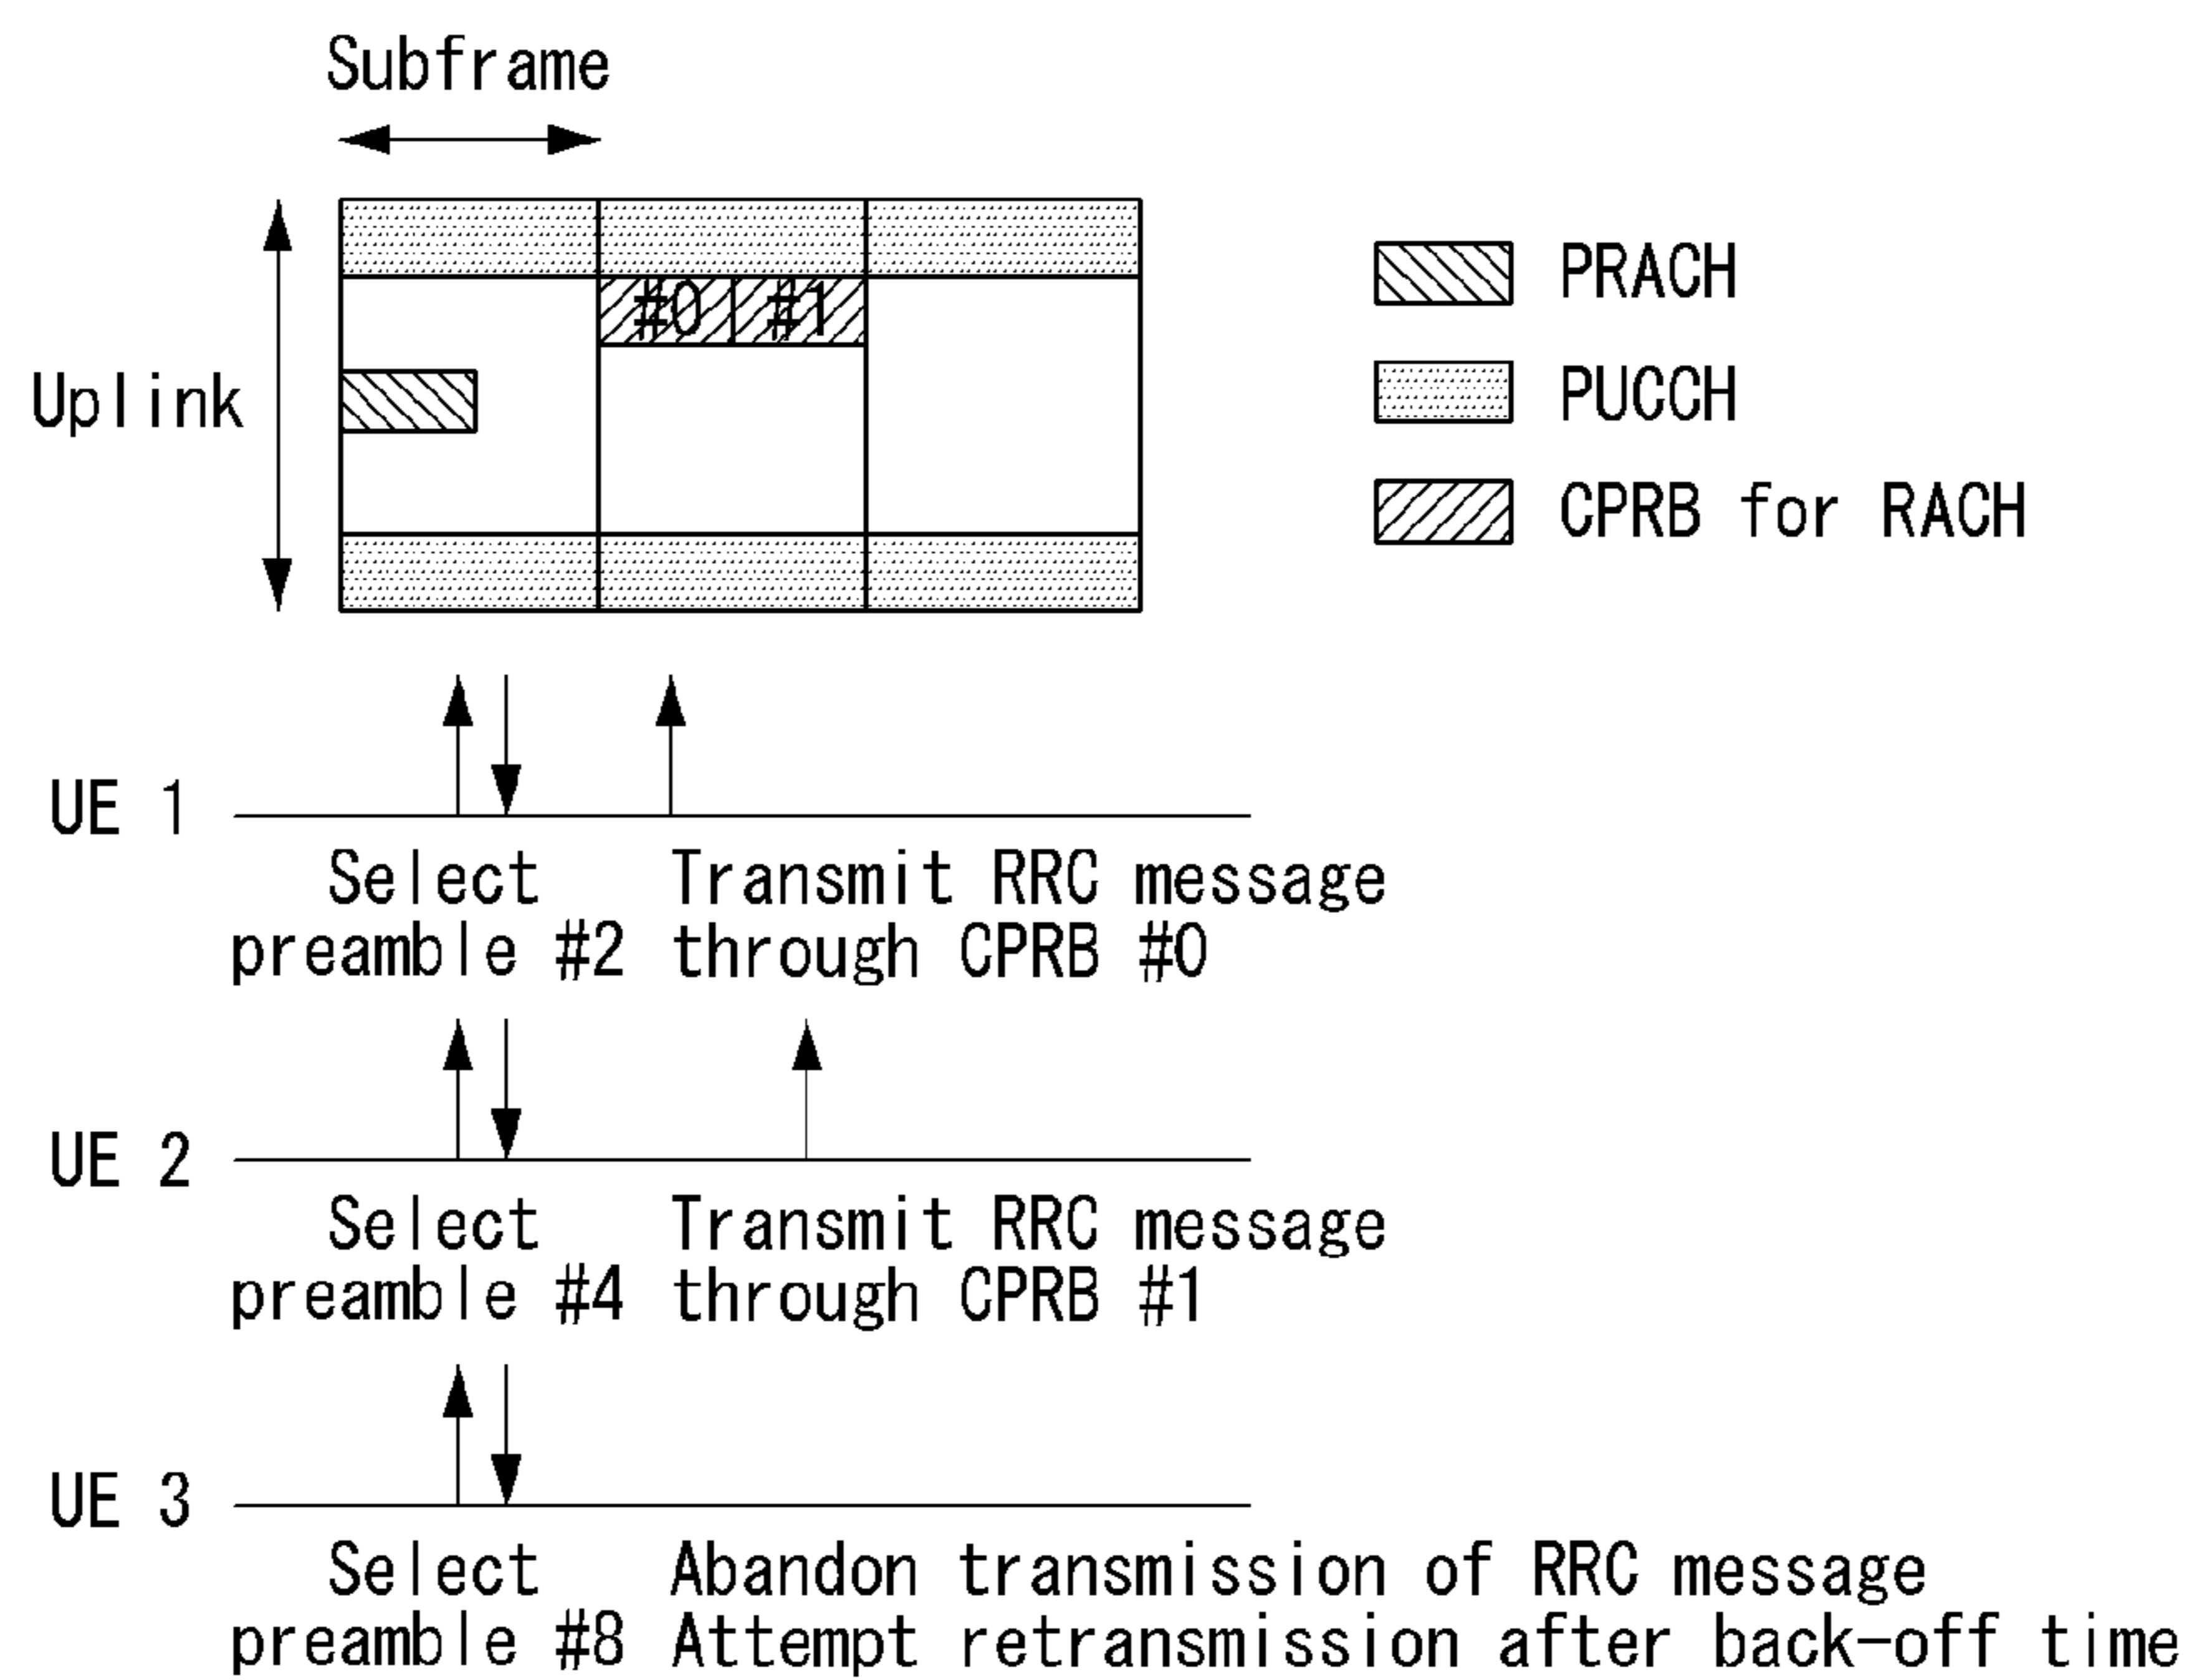 Subframe
Uplink
#0 #1
PRACH
PUCCH
CPRB for RACH
UE 1
Select
preamble #2
Transmit RRC message
through CPRB #0
UE 2
Select
preamble #4
Transmit RRC message
through CPRB #1
UE 3
Select
preamble #8
Abandon transmission of RRC message
Attempt retransmission after back-off time